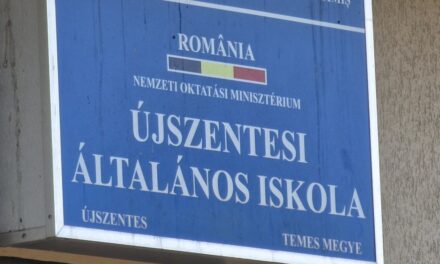 ROMÂNIA
NEMZETI OKTATÁSI MINISZTÉRIUM
ÚJSZENTESI
ÁLTALÁNOS ISKOLA
ÚJSZENTES
TEMES MEGYE